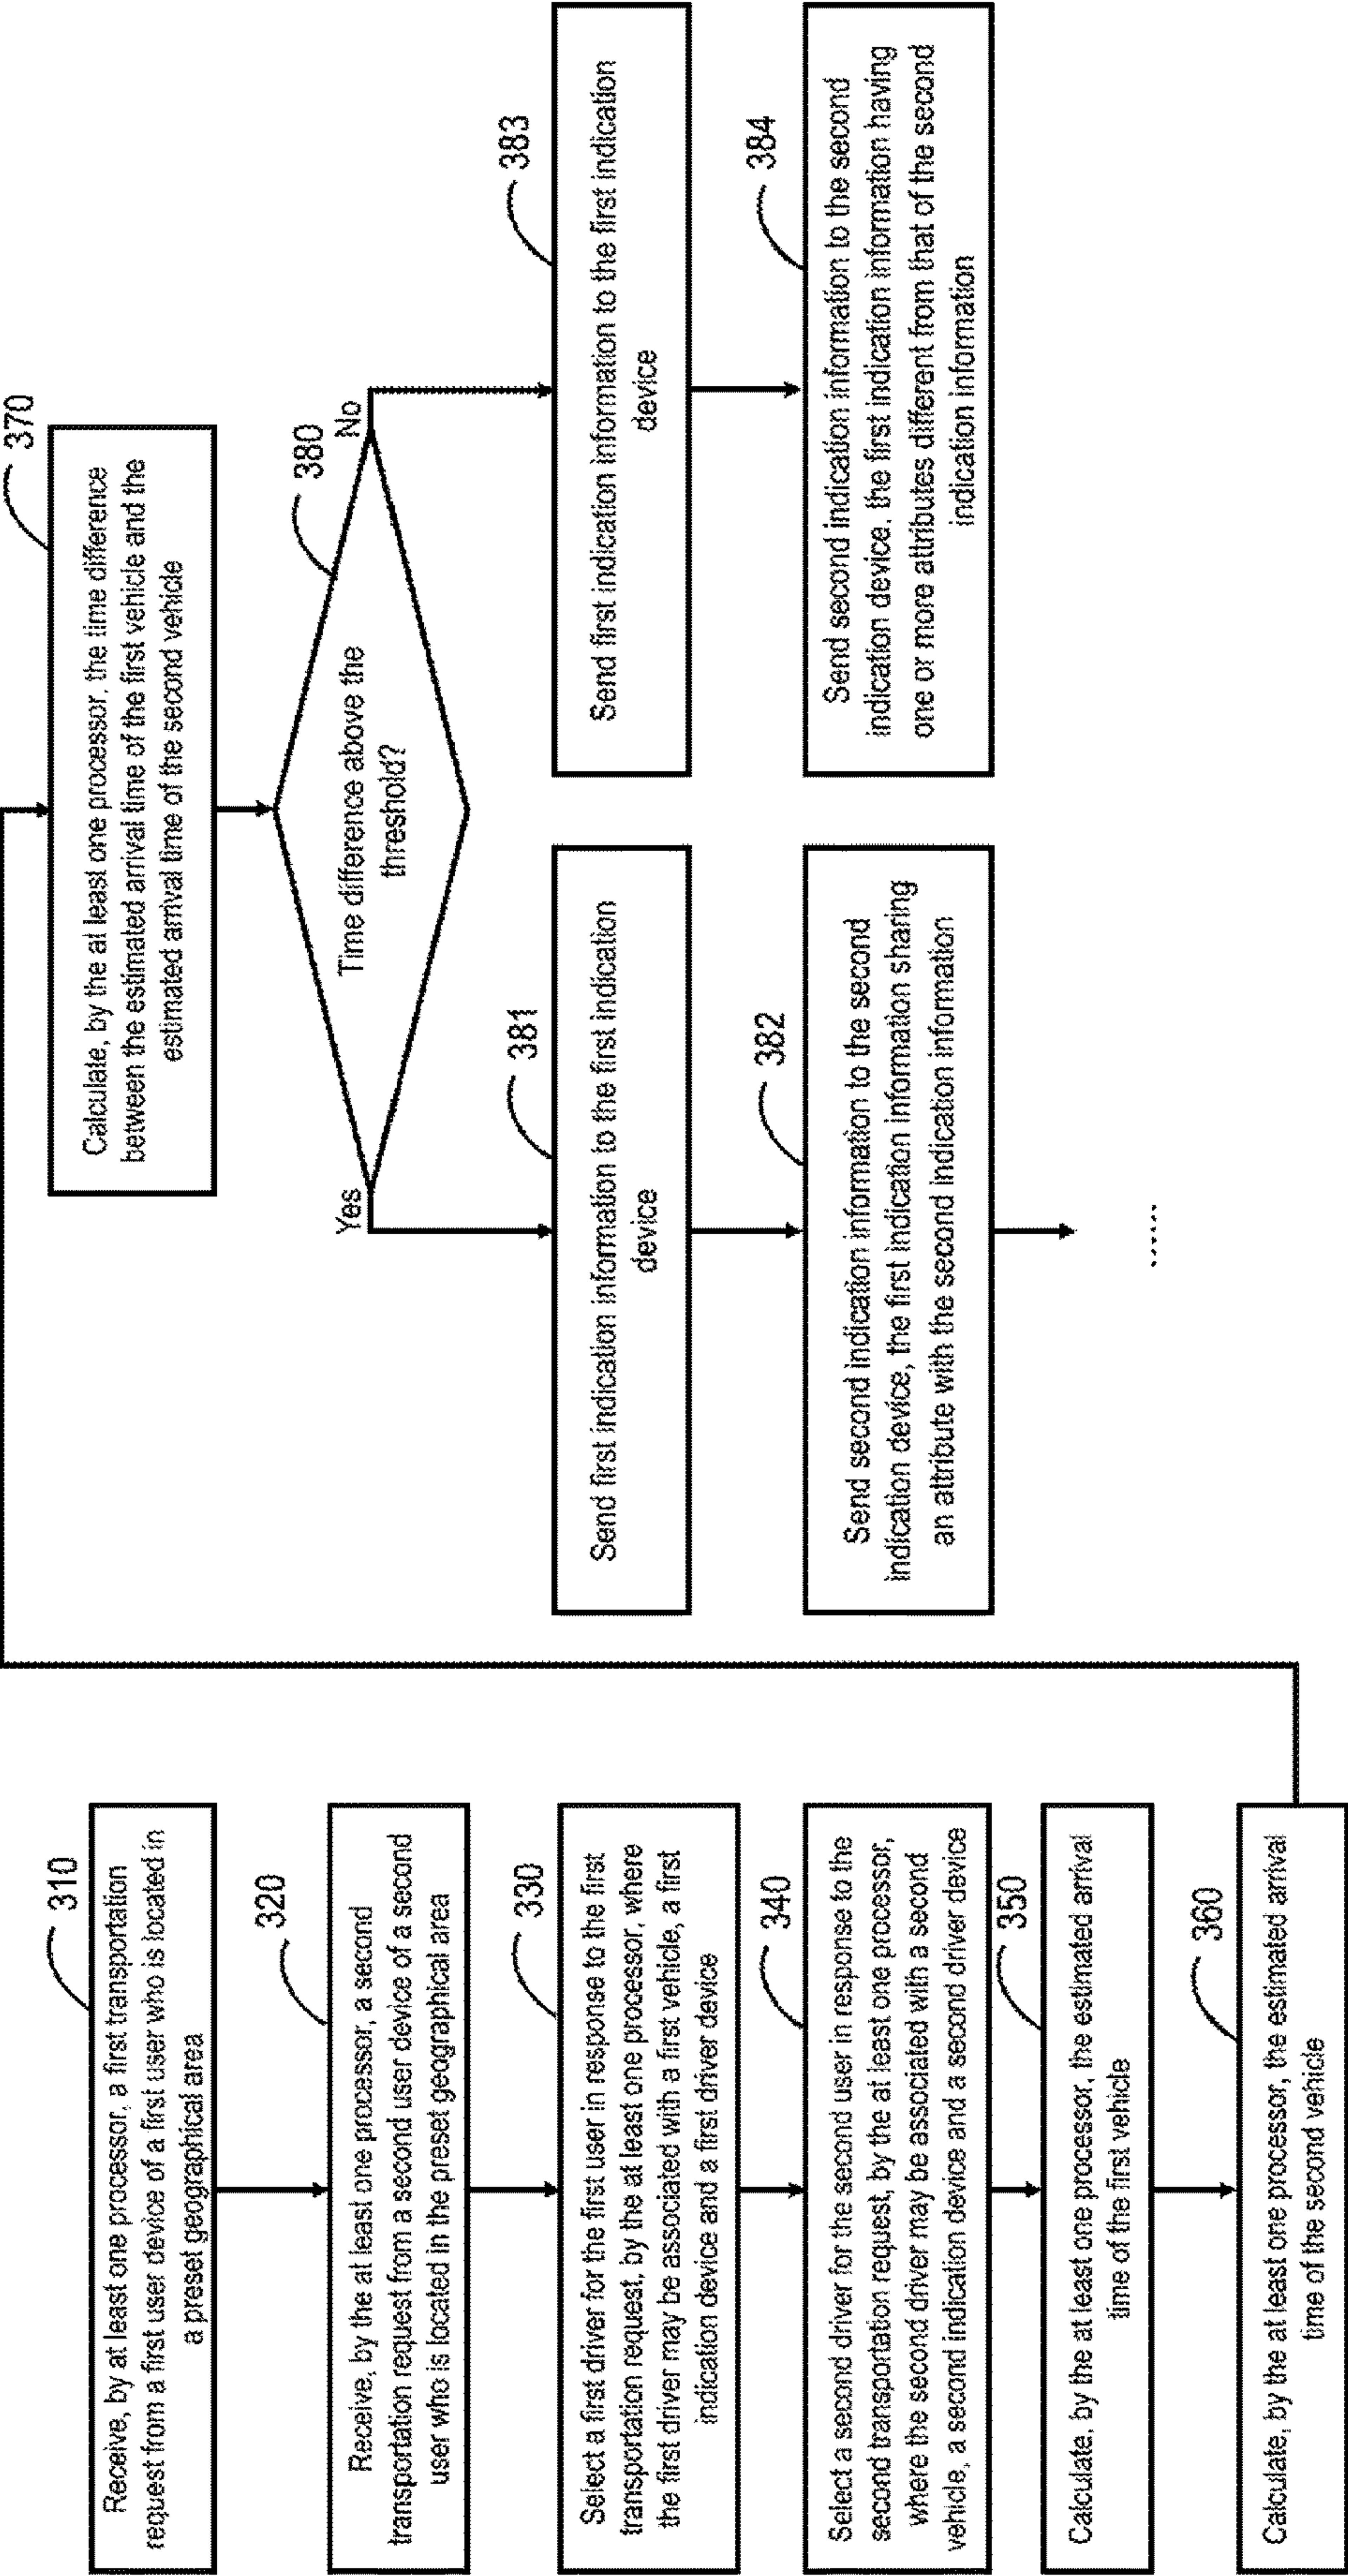 310
Receive, by at least one processor, a first transportation
request from a first user device of a first user who is located in
a preset geographical area
320
Receive, by the at least one processor, a second
transportation request from a second user device of a second
user who is located in the preset geographical area
330
Select a first driver for the first user in response to the first
transportation request, by the at least one processor, where
the first driver may be associated with a first vehicle, a first
indication device and a first driver device
340
Select a second driver for the second user in response to the
second transportation request, by the at least one processor,
where the second driver may be associated with a second
vehicle, a second indication device and a second driver device
350
Calculate, by the at least one processor, the estimated arrival
time of the first vehicle
360
Calculate, by the at least one processor, the estimated arrival
time of the second vehicle
370
Calculate, by the at least one processor, the time difference
between the estimated arrival time of the first vehicle and the
estimated arrival time of the second vehicle
380
Time difference above the
threshold?
Yes
No
381
Send first indication information to the first indication
device
382
Send second indication information to the second
indication device, the first indication information sharing
an attribute with the second indication information
......
383
Send first indication information to the first indication
device
384
Send second indication information to the second
indication device, the first indication information having
one or more attributes different from that of the second
indication information